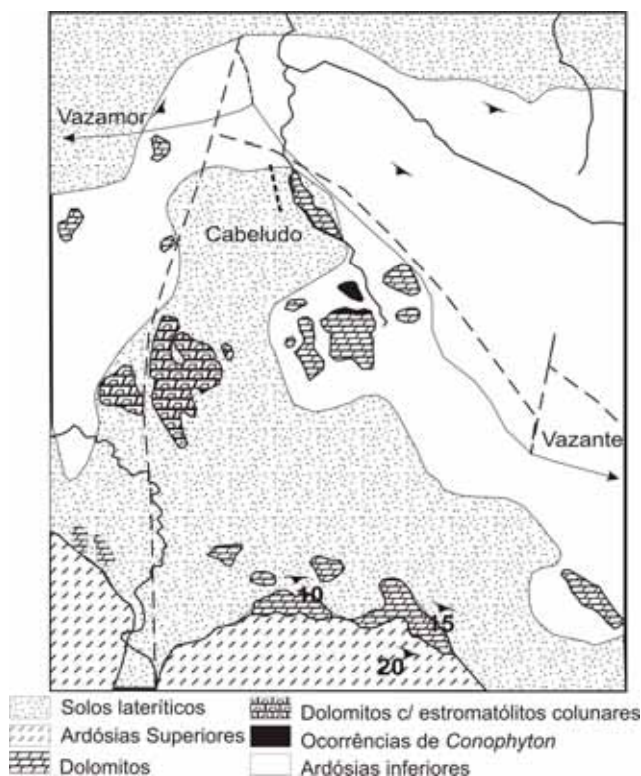 Vazamor
Cabeludo
Vazante
10
15
20
Solos lateríticos
Ardósias Superiores
Dolomitos
Dolomitos c/ estromatólitos colunares
Ocorrências de Conophyton
Ardósias inferiores